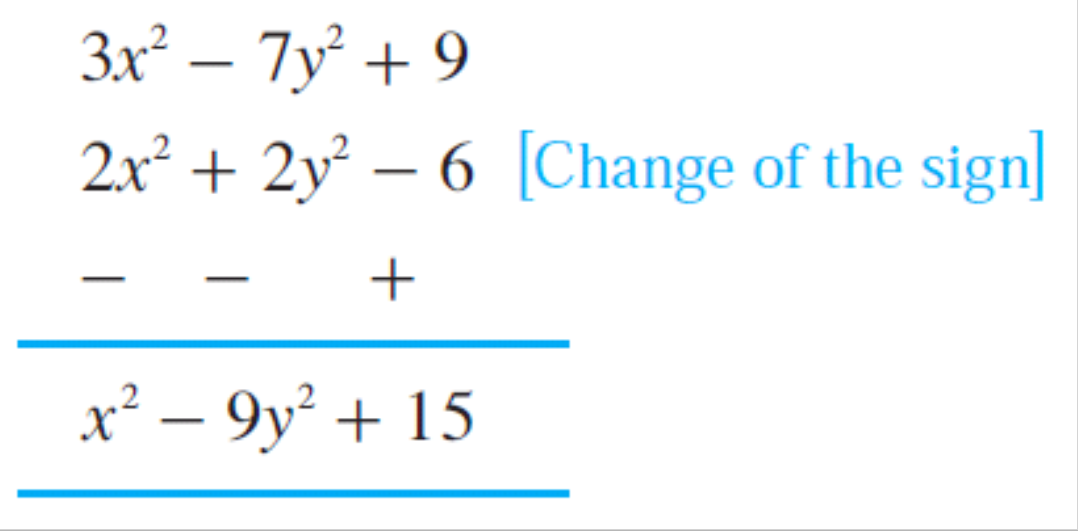 3x² – 7y² + 9
2x² + 2y² – 6 [Change of the sign]
– – +
x² – 9y² + 15